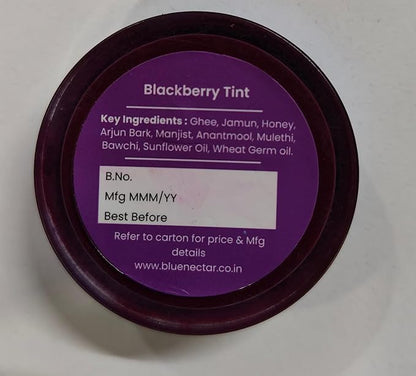 Blackberry Tint
Key Ingredients : Ghee, Jamun, Honey,
Arjun Bark, Manjist, Anantmool, Mulethi,
Bawchi, Sunflower Oil, Wheat Germ oil.
B.No.
Mfg MMM/YY
Best Before
Refer to carton for price & Mfg
details
www.bluenectar.co.in